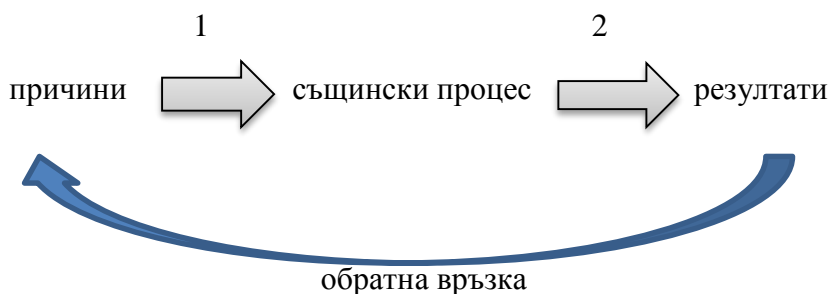 1 2
причини същински процес резултати
обратна връзка